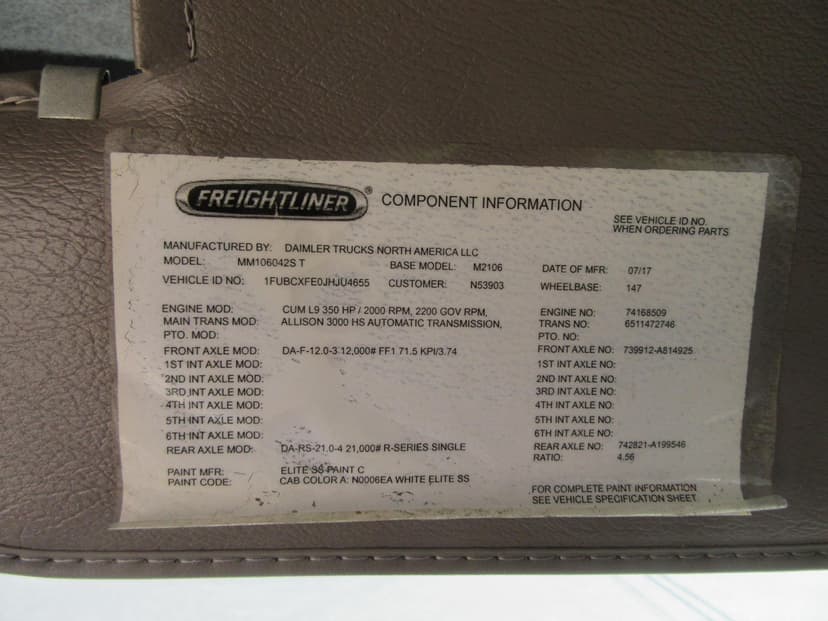 FREIGHTLINER ® COMPONENT INFORMATION
SEE VEHICLE ID NO.
WHEN ORDERING PARTS
MANUFACTURED BY: DAIMLER TRUCKS NORTH AMERICA LLC
MODEL: MM106042S T BASE MODEL: M2106 DATE OF MFR: 07/17
VEHICLE ID NO: 1FUBCXFE0JHJU4655 CUSTOMER: N53903 WHEELBASE: 147
ENGINE MOD: CUM L9 350 HP / 2000 RPM, 2200 GOV RPM, ENGINE NO: 74168509
MAIN TRANS MOD: ALLISON 3000 HS AUTOMATIC TRANSMISSION, TRANS NO: 6511472746
PTO. MOD: PTO NO:
FRONT AXLE MOD: DA-F-12.0-3 12,000# FF1 71.5 KPI/3.74 FRONT AXLE NO: 739912-A814925
1ST INT AXLE MOD: 1ST INT AXLE NO:
2ND INT AXLE MOD: 2ND INT AXLE NO:
3RD INT AXLE MOD: 3RD INT AXLE NO:
4TH INT AXLE MOD: 4TH INT AXLE NO:
5TH INT AXLE MOD: 5TH INT AXLE NO:
6TH INT AXLE MOD: 6TH INT AXLE NO:
REAR AXLE MOD: DA-RS-21.0-4 21,000# R-SERIES SINGLE REAR AXLE NO: 742821-A199546
RATIO: 4.56
PAINT MFR: ELITE SS PAINT C
PAINT CODE: CAB COLOR A: N0006EA WHITE ELITE SS
FOR COMPLETE PAINT INFORMATION
SEE VEHICLE SPECIFICATION SHEET